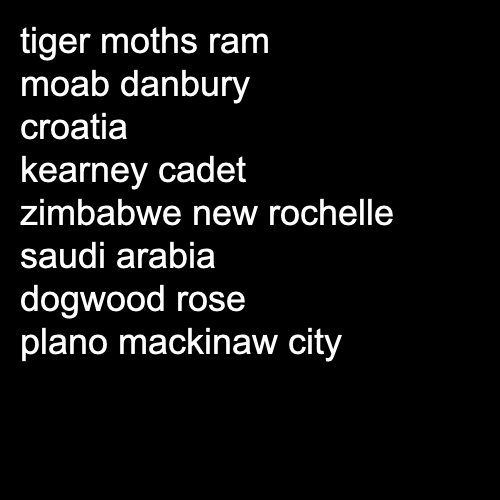 tiger moths ram
moab danbury
croatia
kearney cadet
zimbabwe new rochelle
saudi arabia
dogwood rose
plano mackinaw city